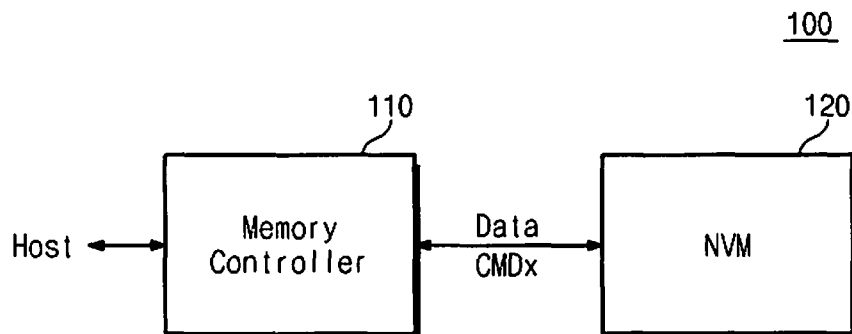 100
110
120
Host
Memory
Controller
Data
CMDx
NVM